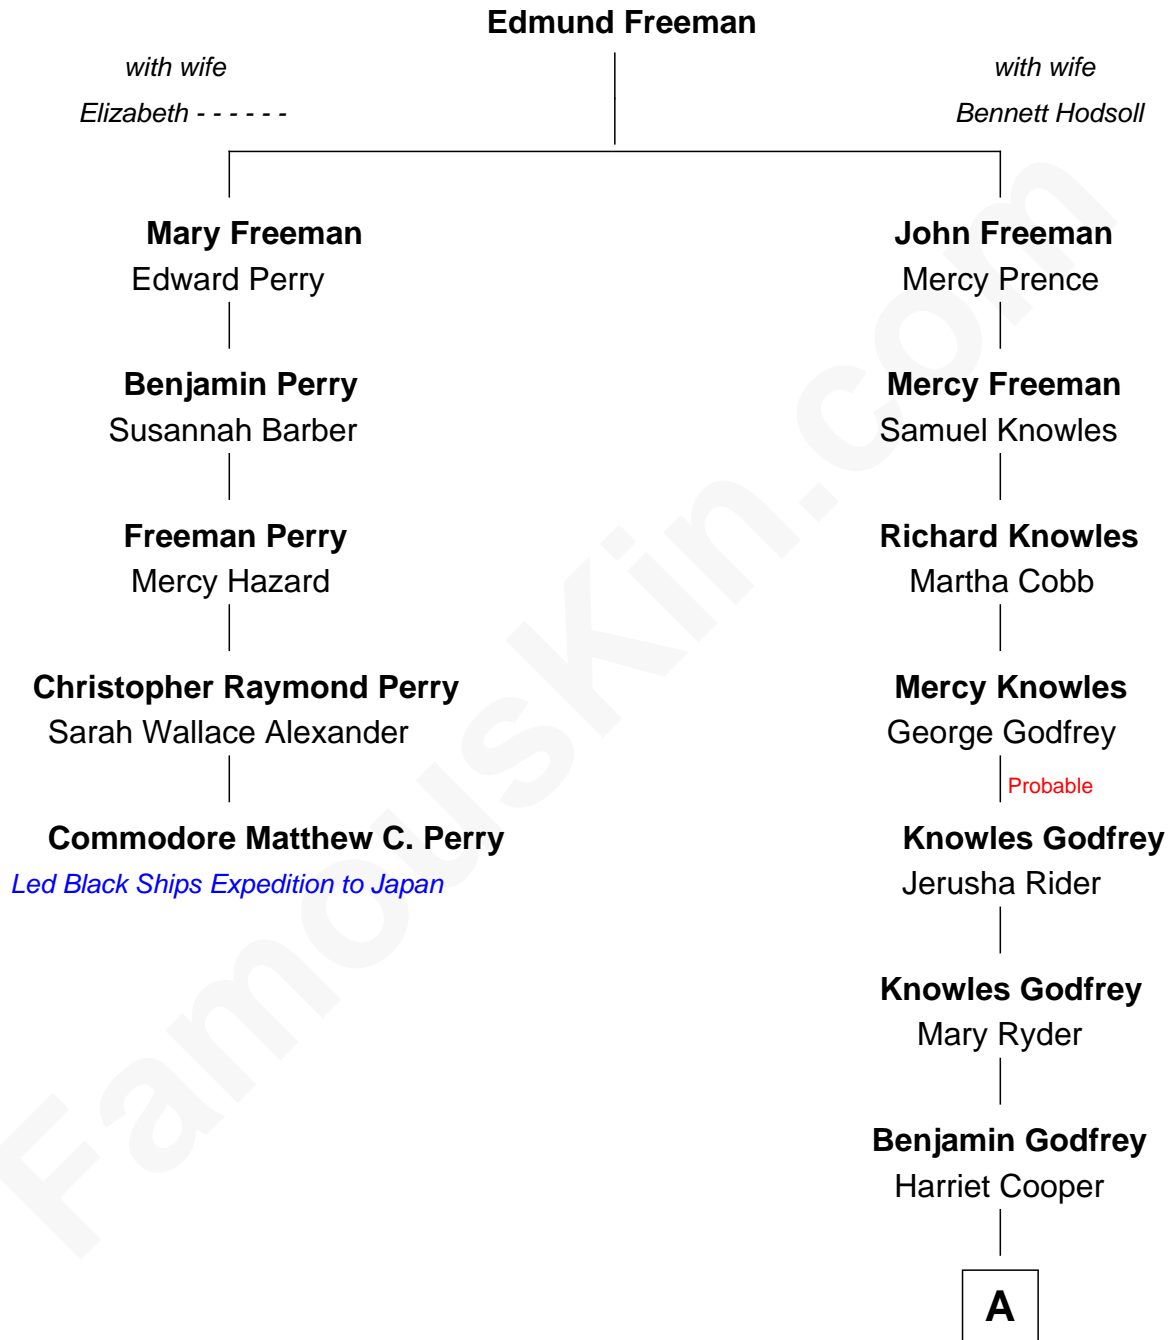 Edmund Freeman
with wife
Elizabeth - - - - - -
with wife
Bennett Hodsoll
Mary Freeman
Edward Perry
Benjamin Perry
Susannah Barber
Freeman Perry
Mercy Hazard
Christopher Raymond Perry
Sarah Wallace Alexander
Commodore Matthew C. Perry
Led Black Ships Expedition to Japan
John Freeman
Mercy Prence
Mercy Freeman
Samuel Knowles
Richard Knowles
Martha Cobb
Mercy Knowles
George Godfrey
Probable
Knowles Godfrey
Jerusha Rider
Knowles Godfrey
Mary Ryder
Benjamin Godfrey
Harriet Cooper
A
FamousKin.com